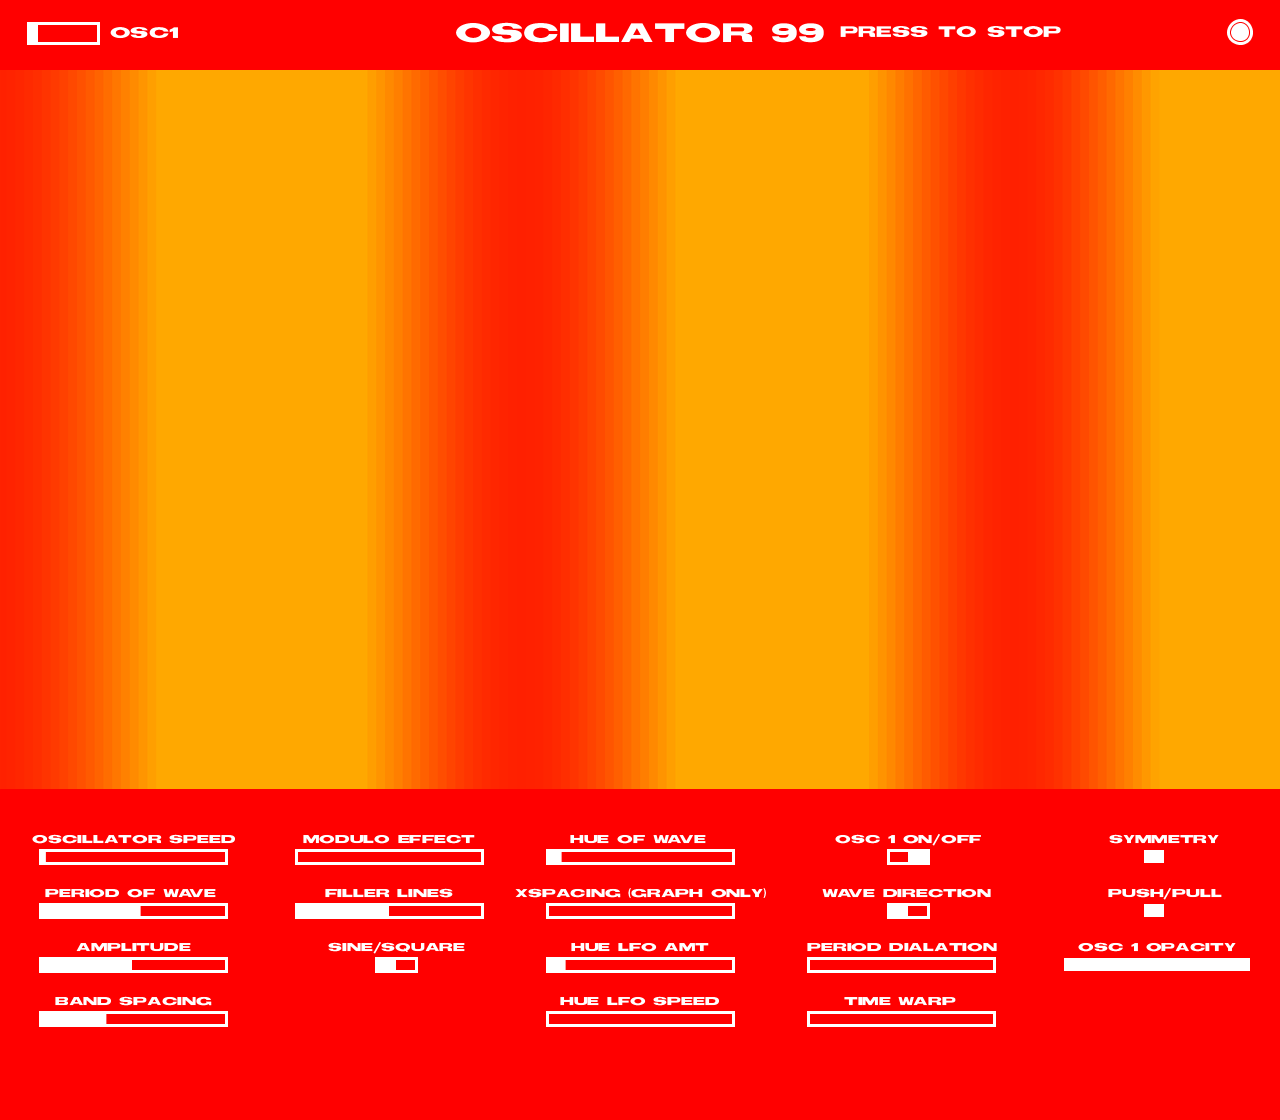 OSC1
OSCILLATOR 99 PRESS TO STOP
OSCILLATOR SPEED
MODULO EFFECT
HUE OF WAVE
OSC 1 ON/OFF
SYMMETRY
PERIOD OF WAVE
FILLER LINES
XSPACING (GRAPH ONLY)
WAVE DIRECTION
PUSH/PULL
AMPLITUDE
SINE/SQUARE
HUE LFO AMT
PERIOD DIALATION
OSC 1 OPACITY
BAND SPACING
HUE LFO SPEED
TIME WARP